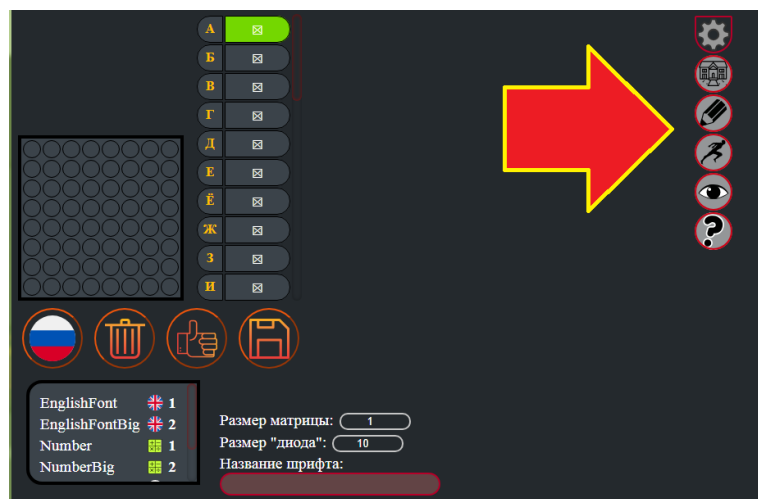 А
Б
В
Г
Д
Е
Ё
Ж
З
И
EnglishFont 1
EnglishFontBig 2
Number 1
NumberBig 2
Размер матрицы: 1
Размер "диода": 10
Название шрифта: